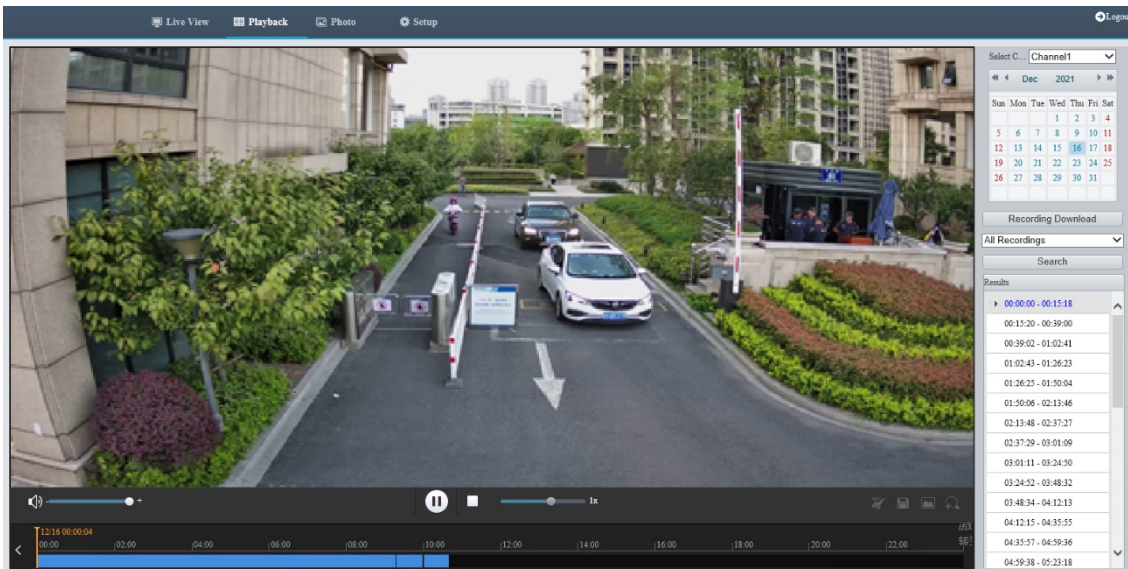 Live View
Playback
Photo
Setup
Logou
Select C...
Channel1
Dec 2021
Sun Mon Tue Wed Thu Fri Sat
1 2 3 4
5 6 7 8 9 10 11
12 13 14 15 16 17 18
19 20 21 22 23 24 25
26 27 28 29 30 31
Recording Download
All Recordings
Search
Results
00:00:00 - 00:15:18
00:15:20 - 00:39:00
00:39:02 - 01:02:41
01:02:43 - 01:26:23
01:26:25 - 01:50:04
01:50:06 - 02:13:46
02:13:48 - 02:37:27
02:37:29 - 03:01:09
03:01:11 - 03:24:50
03:24:52 - 03:48:32
03:48:34 - 04:12:13
04:12:15 - 04:35:55
04:35:57 - 04:59:36
04:59:38 - 05:23:18
+
1x
12/16 00:00:04
00:00 02:00 04:00 06:00 08:00 10:00 12:00 14:00 16:00 18:00 20:00 22:00